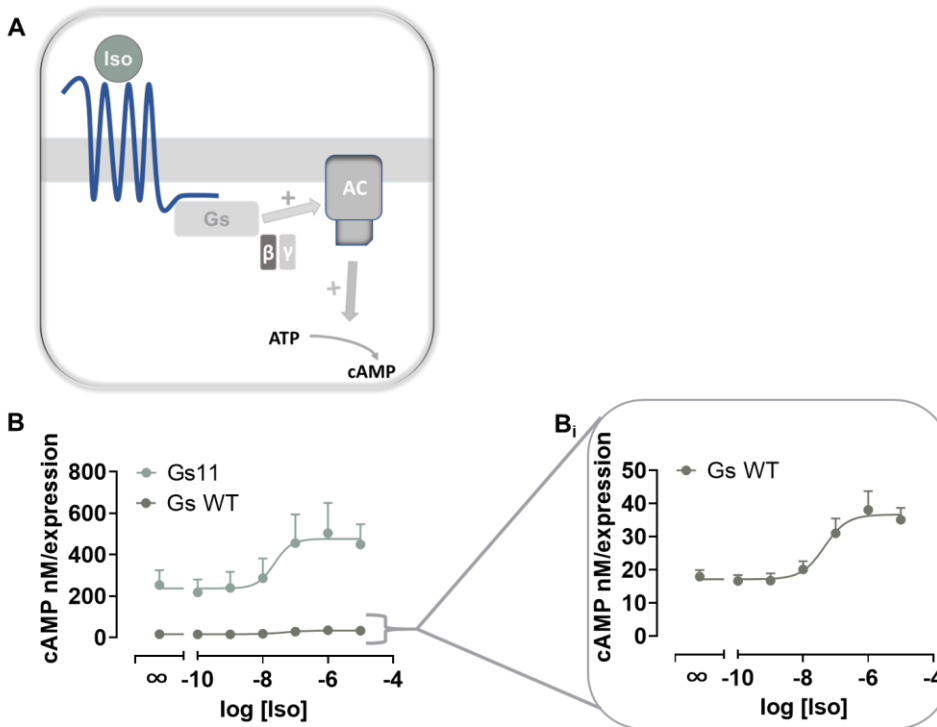 A
Iso
Gs
+
AC
β γ
+
ATP
cAMP
B
cAMP nM/expression
800
600
400
200
0
Gs11
Gs WT
∞ -10 -8 -6 -4
log [Iso]
Bi
cAMP nM/expression
50
40
30
20
10
0
Gs WT
∞ -10 -8 -6 -4
log [Iso]